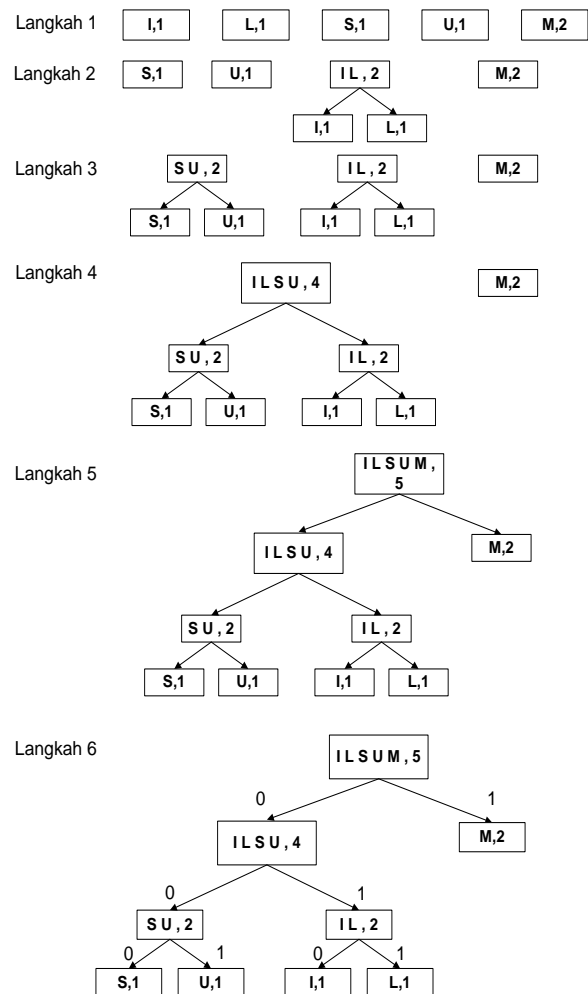 Langkah 1 I,1 L,1 S,1 U,1 M,2
Langkah 2 S,1 U,1 I L , 2 M,2
I,1 L,1
Langkah 3 S U , 2 I L , 2 M,2
S,1 U,1 I,1 L,1
Langkah 4 I L S U , 4 M,2
S U , 2 I L , 2
S,1 U,1 I,1 L,1
Langkah 5 I L S U M ,
5
I L S U , 4 M,2
S U , 2 I L , 2
S,1 U,1 I,1 L,1
Langkah 6 I L S U M , 5
0 1
I L S U , 4 M,2
0 1
S U , 2 I L , 2
0 1 0 1
S,1 U,1 I,1 L,1